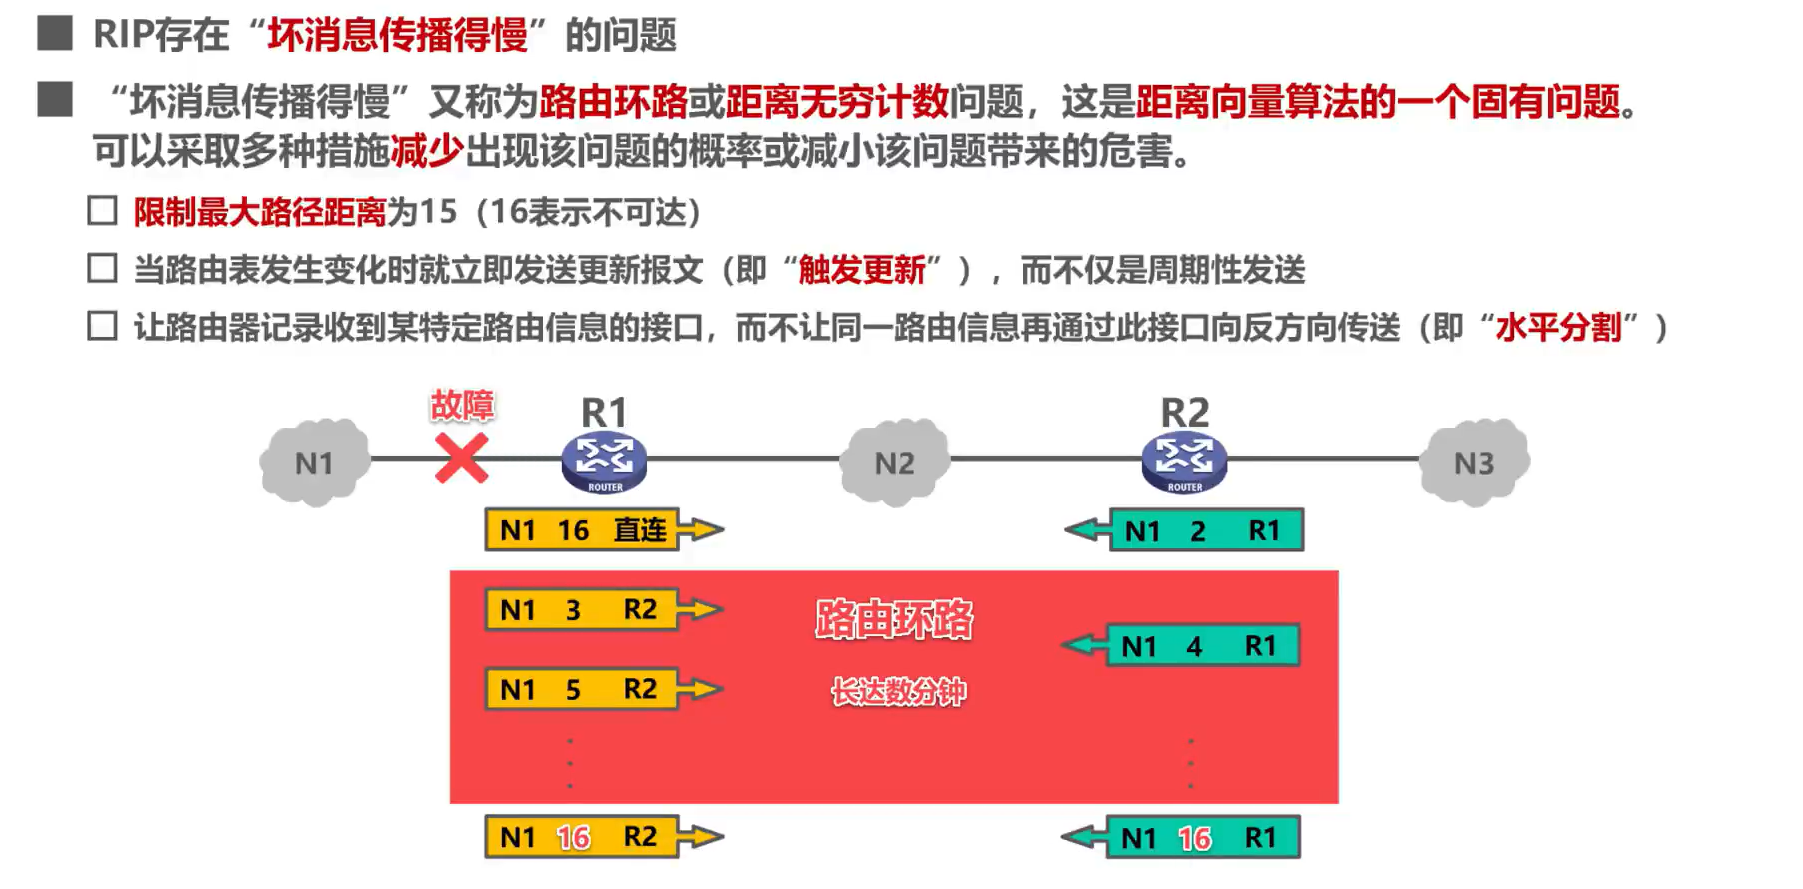 RIP存在“坏消息传播得慢”的问题
“坏消息传播得慢”又称为路由环路或距离无穷计数问题，这是距离向量算法的一个固有问题。
可以采取多种措施减少出现该问题的概率或减小该问题带来的危害。
限制最大路径距离为15（16表示不可达）
当路由表发生变化时就立即发送更新报文（即“触发更新”），而不仅是周期性发送
让路由器记录收到某特定路由信息的接口，而不让同一路由信息再通过此接口向反方向传送（即“水平分割”）
故障 R1 R2
N1 N2 N3
ROUTER ROUTER
N1 16 直连 N1 2 R1
N1 3 R2 路由环路
N1 4 R1
N1 5 R2 长达数分钟
N1 16 R2 N1 16 R1